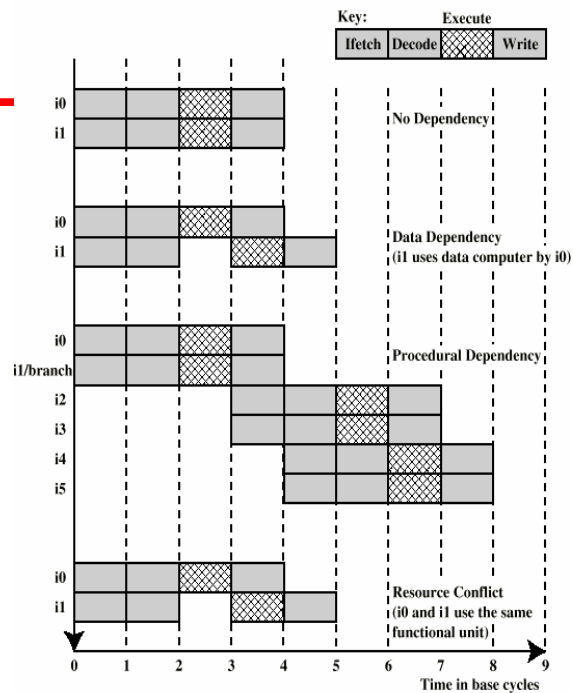 Key:
Execute
Ifetch Decode Write
i0
i1
No Dependency
i0
i1
Data Dependency
(i1 uses data computer by i0)
i0
i1/branch
Procedural Dependency
i2
i3
i4
i5
i0
i1
Resource Conflict
(i0 and i1 use the same
functional unit)
0 1 2 3 4 5 6 7 8 9
Time in base cycles